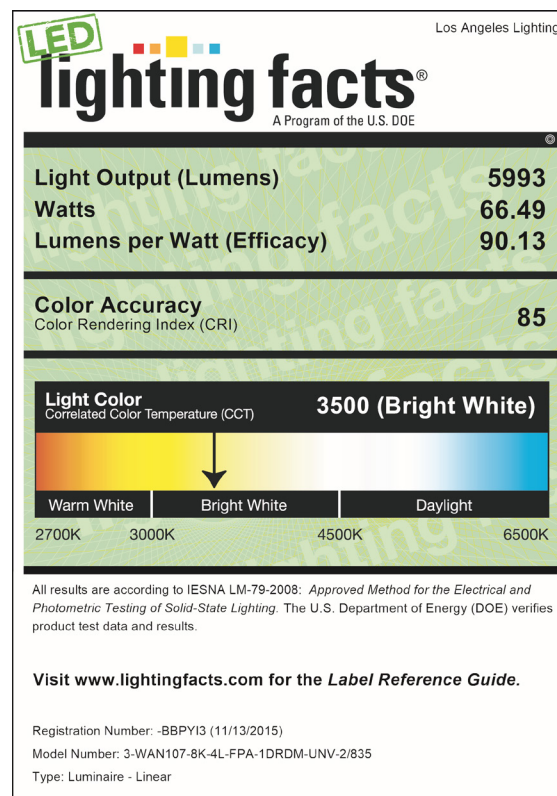 Los Angeles Lighting
LED
lighting facts®
A Program of the U.S. DOE
Light Output (Lumens) 5993
Watts 66.49
Lumens per Watt (Efficacy) 90.13
Color Accuracy
Color Rendering Index (CRI) 85
Light Color
Correlated Color Temperature (CCT) 3500 (Bright White)
Warm White Bright White Daylight
2700K 3000K 4500K 6500K
All results are according to IESNA LM-79-2008: Approved Method for the Electrical and
Photometric Testing of Solid-State Lighting. The U.S. Department of Energy (DOE) verifies
product test data and results.
Visit www.lightingfacts.com for the Label Reference Guide.
Registration Number: -BBPYI3 (11/13/2015)
Model Number: 3-WAN107-8K-4L-FPA-1DRDM-UNV-2/835
Type: Luminaire - Linear